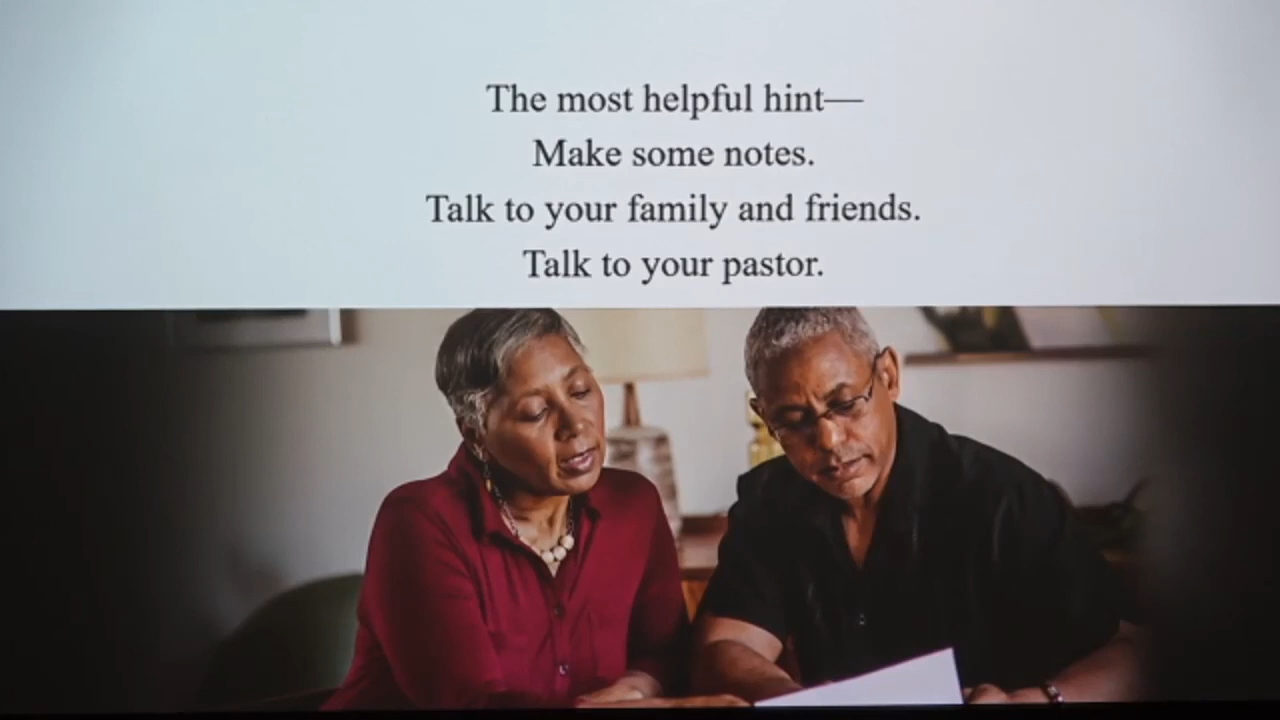 The most helpful hint—
Make some notes.
Talk to your family and friends.
Talk to your pastor.